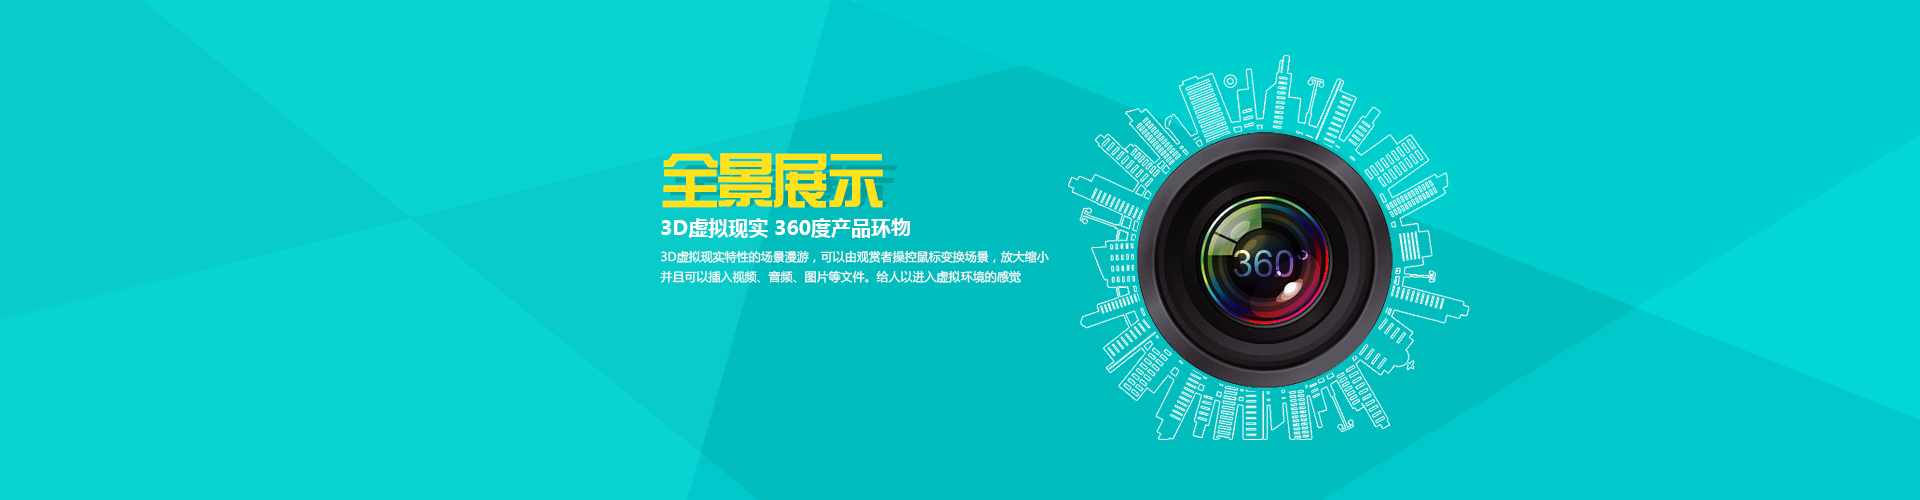 全景展示
3D虚拟现实 360度产品环物
3D虚拟现实特性的场景漫游，可以由观赏者操控鼠标变换场景，放大缩小
并且可以插入视频、音频、图片等文件。给人以进入虚拟环境的感觉
360°